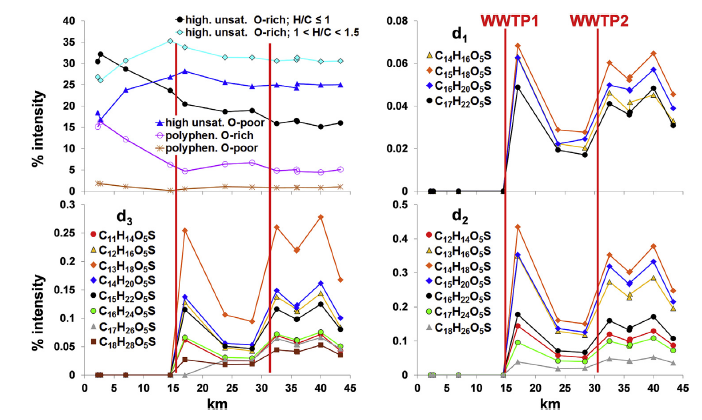 high. unsat. O-rich; H/C ≤ 1
high. unsat. O-rich; 1 < H/C < 1.5
40
35
30
25
20
15
10
5
0
% intensity
high unsat. O-poor
polyphen. O-rich
polyphen. O-poor
WWTP1
WWTP2
d₁
0.08
0.06
0.04
0.02
0
C₁₄H₁₆O₅S
C₁₅H₁₈O₅S
C₁₆H₂₀O₅S
C₁₇H₂₂O₅S
d₃
0.3
0.25
0.2
0.15
0.1
0.05
0
% intensity
C₁₁H₁₄O₅S
C₁₂H₁₆O₅S
C₁₃H₁₈O₅S
C₁₄H₂₀O₅S
C₁₅H₂₂O₅S
C₁₆H₂₄O₅S
C₁₇H₂₆O₅S
C₁₈H₂₈O₅S
0 5 10 15 20 25 30 35 40 45
km
d₂
0.5
0.4
0.3
0.2
0.1
0
C₁₂H₁₄O₅S
C₁₃H₁₆O₅S
C₁₄H₁₈O₅S
C₁₅H₂₀O₅S
C₁₆H₂₂O₅S
C₁₇H₂₄O₅S
C₁₈H₂₆O₅S
0 5 10 15 20 25 30 35 40 45
km